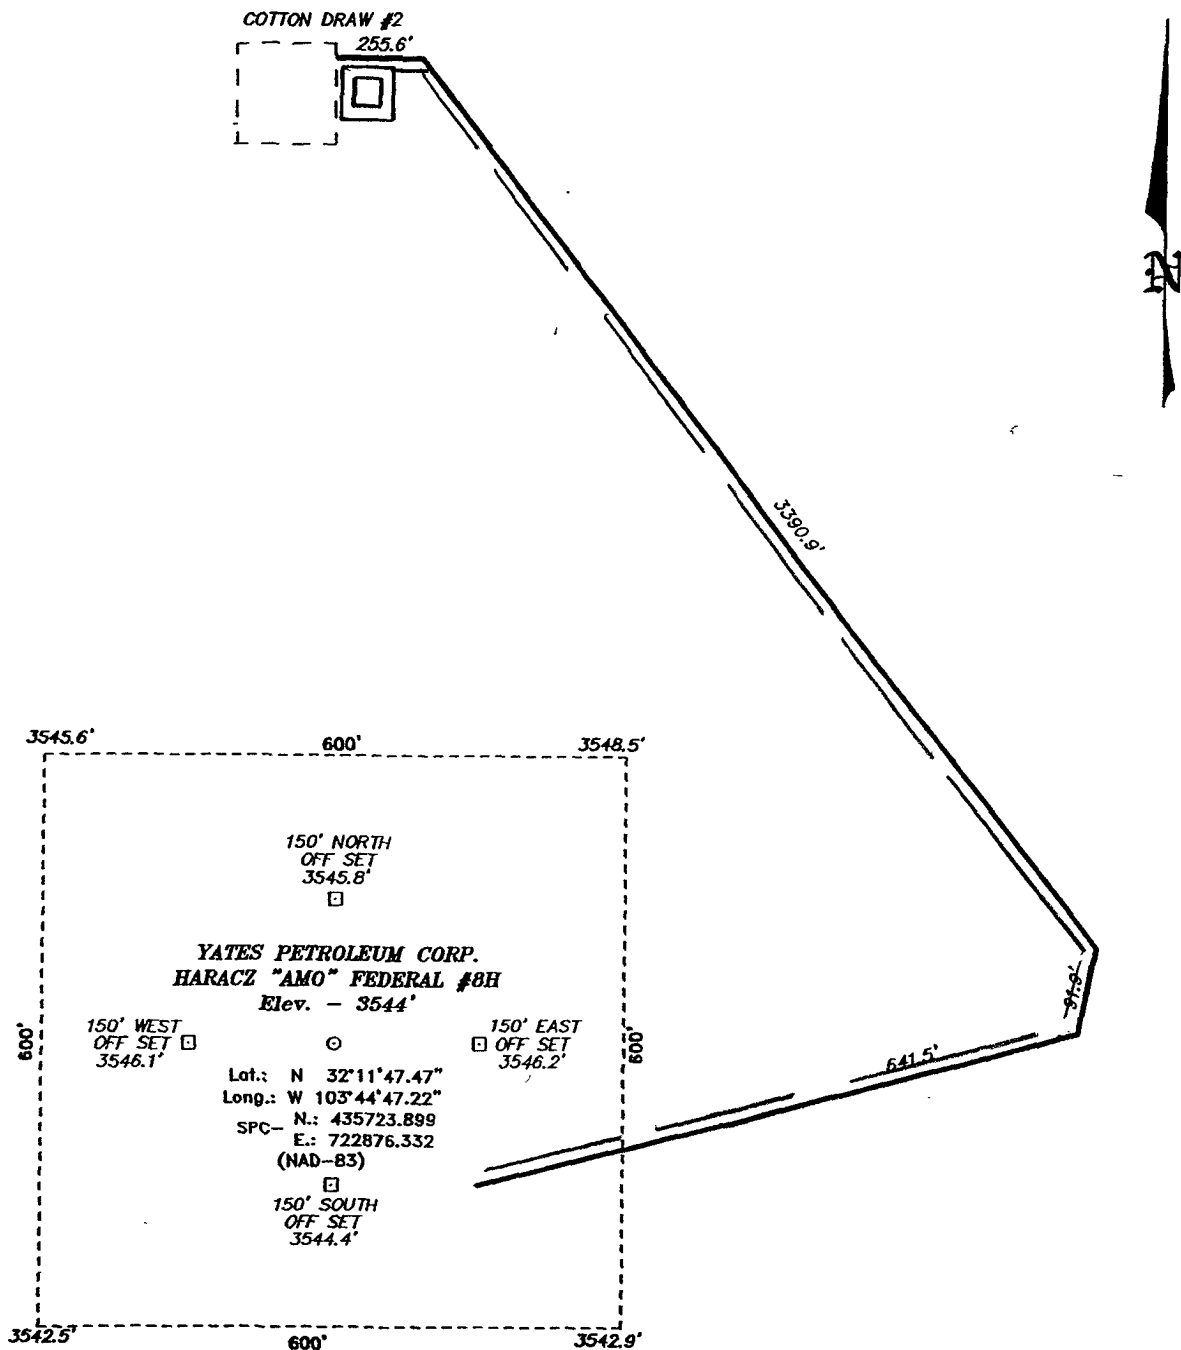 COTTON DRAW #2
255.6'
N
3390.9'
3545.6'
600'
3548.5'
150' NORTH
OFF SET
3545.8'
YATES PETROLEUM CORP.
HARACZ "AMO" FEDERAL #8H
Elev. - 3544'
91.9'
600'
150' WEST
OFF SET
3546.1'
150' EAST
OFF SET
3546.2'
600'
641.5'
Lat.: N 32°11'47.47"
Long.: W 103°44'47.22"
SPC- N.: 435723.899
E.: 722876.332
(NAD-83)
150' SOUTH
OFF SET
3544.4'
3542.5'
600'
3542.9'